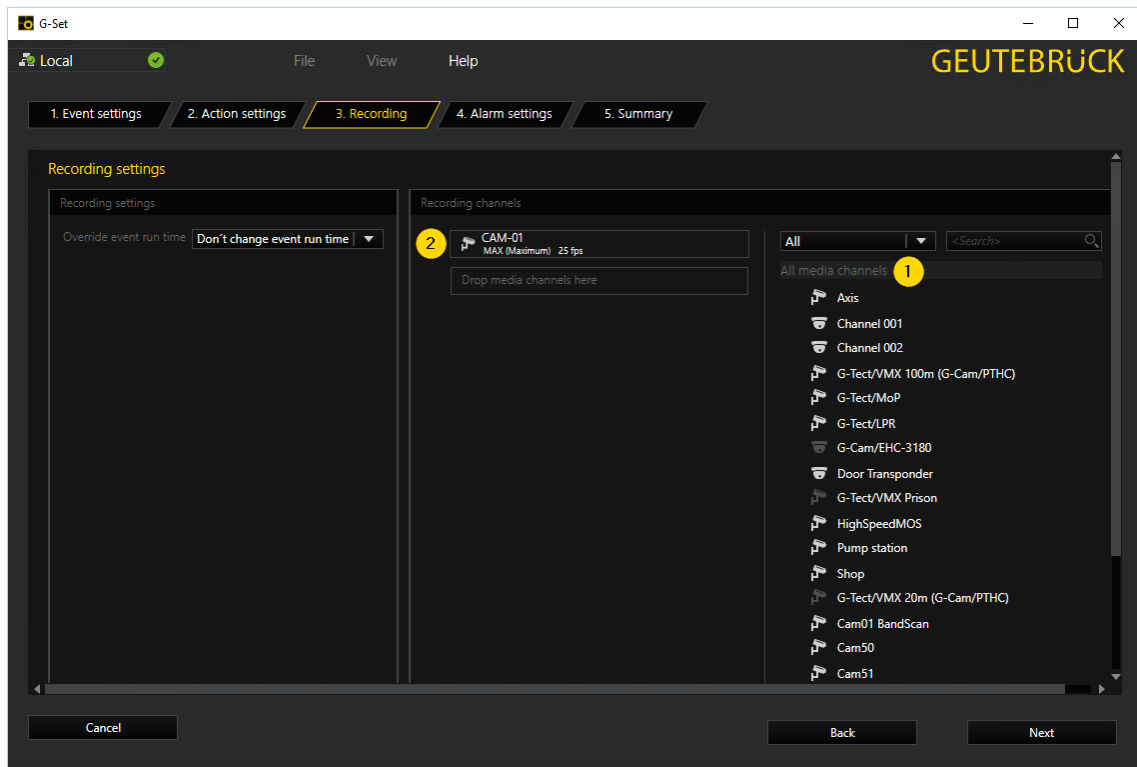 G-Set
Local
File
View
Help
GEUTEBRÜCK
1. Event settings
2. Action settings
3. Recording
4. Alarm settings
5. Summary
Recording settings
Recording settings
Override event run time
Don´t change event run time
Recording channels
2
CAM-01
MAX (Maximum) 25 fps
Drop media channels here
All
<Search>
All media channels
1
Axis
Channel 001
Channel 002
G-Tect/VMX 100m (G-Cam/PTHC)
G-Tect/MoP
G-Tect/LPR
G-Cam/EHC-3180
Door Transponder
G-Tect/VMX Prison
HighSpeedMOS
Pump station
Shop
G-Tect/VMX 20m (G-Cam/PTHC)
Cam01 BandScan
Cam50
Cam51
Cancel
Back
Next